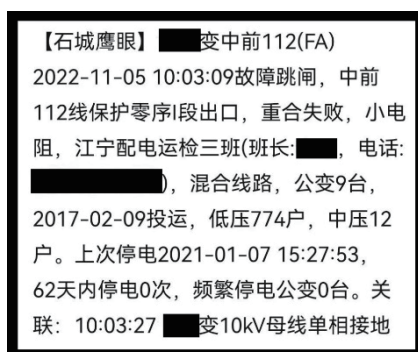 【石城鹰眼】 变中前112(FA)
2022-11-05 10:03:09故障跳闸，中前
112线保护零序I段出口，重合失败，小电
阻，江宁配电运检三班(班长: ，电话:
)，混合线路，公变9台，
2017-02-09投运，低压774户，中压12
户。上次停电2021-01-07 15:27:53，
62天内停电0次，频繁停电公变0台。关
联：10:03:27 变10kV母线单相接地